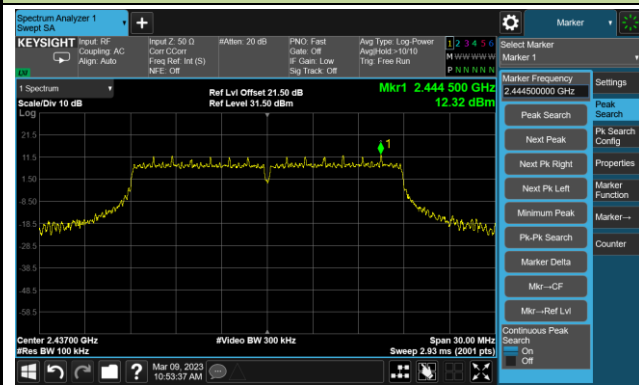 Spectrum Analyzer 1
Swept SA
Marker
KEYSIGHT
Input: RF
Coupling: AC
Align: Auto
Input Z: 50 Ω
Corr CCorr
Freq Ref: Int (S)
NFE: Off
#Atten: 20 dB
PNO: Fast
Gate: Off
IF Gain: Low
Sig Track: Off
Avg Type: Log-Power
Avg|Hold:>10/10
Trig: Free Run
1 2 3 4 5 6
M W W W W W
P N N N N N
LVI
Select Marker
Marker 1
1 Spectrum
Scale/Div 10 dB
Log
Ref Lvl Offset 21.50 dB
Ref Level 31.50 dBm
Mkr1 2.444 500 GHz
12.32 dBm
21.5
11.5
1.50
-8.50
-18.5
-28.5
-38.5
-48.5
-58.5
1
Center 2.43700 GHz
#Res BW 100 kHz
#Video BW 300 kHz
Span 30.00 MHz
Sweep 2.93 ms (2001 pts)
Marker Frequency
2.444500000 GHz
Peak Search
Next Peak
Next Pk Right
Next Pk Left
Minimum Peak
Pk-Pk Search
Marker Delta
Mkr→CF
Mkr→Ref Lvl
Continuous Peak
Search
On
Off
Settings
Peak
Search
Pk Search
Config
Properties
Marker
Function
Marker→
Counter
Mar 09, 2023
10:53:37 AM